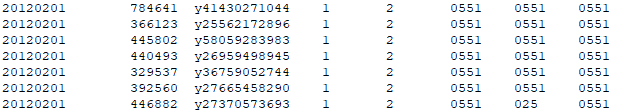 20120201 784641 y41430271044 1 2 0551 0551 0551
20120201 366123 y25562172896 1 2 0551 0551 0551
20120201 445802 y58059283983 1 2 0551 0551 0551
20120201 440493 y26959498945 1 2 0551 0551 0551
20120201 329537 y36759052744 1 2 0551 0551 0551
20120201 392560 y27665458290 1 2 0551 0551 0551
20120201 446882 y27370573693 1 2 0551 025 0551